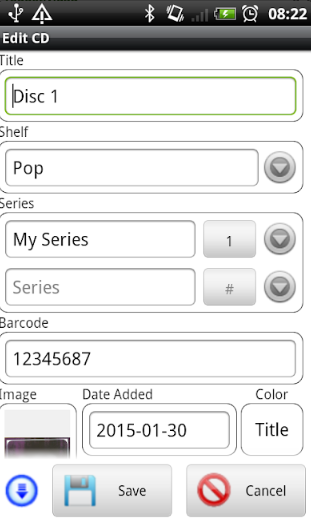 08:22
Edit CD
Title
Disc 1
Shelf
Pop
Series
My Series 1
Series #
Barcode
12345687
Image Date Added Color
2015-01-30 Title
Save Cancel